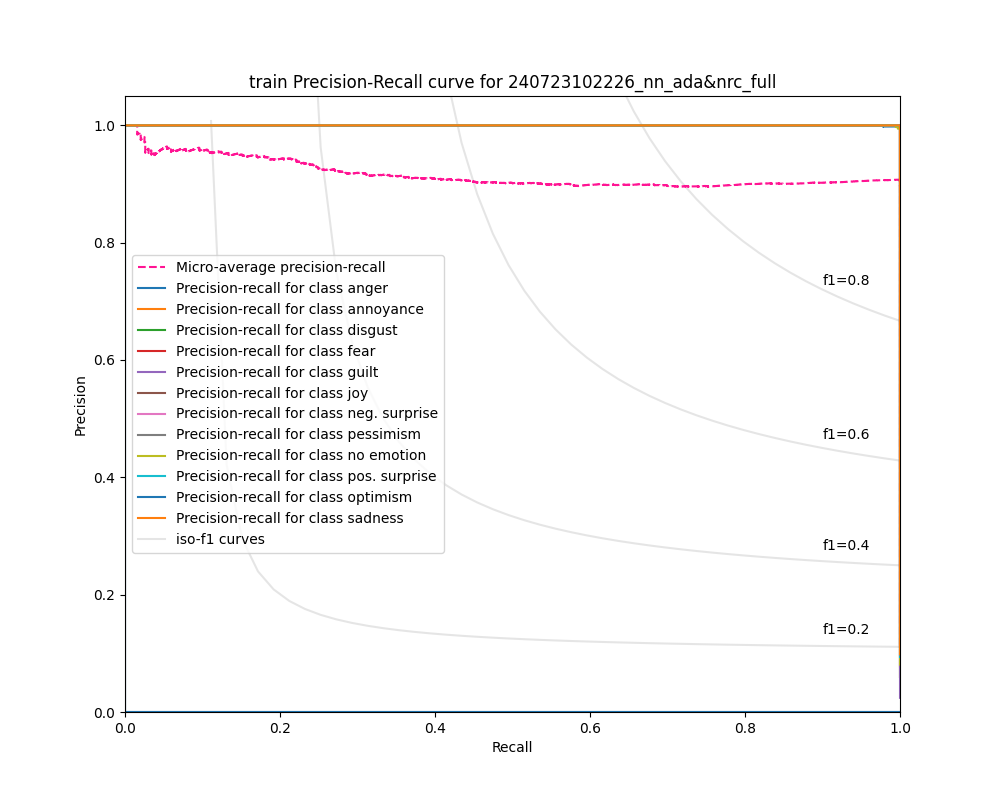 train Precision-Recall curve for 240723102226_nn_ada&nrc_full
Precision
1.0
0.8
0.6
0.4
0.2
0.0
Micro-average precision-recall
Precision-recall for class anger
Precision-recall for class annoyance
Precision-recall for class disgust
Precision-recall for class fear
Precision-recall for class guilt
Precision-recall for class joy
Precision-recall for class neg. surprise
Precision-recall for class pessimism
Precision-recall for class no emotion
Precision-recall for class pos. surprise
Precision-recall for class optimism
Precision-recall for class sadness
iso-f1 curves
f1=0.8
f1=0.6
f1=0.4
f1=0.2
0.0 0.2 0.4 0.6 0.8 1.0
Recall